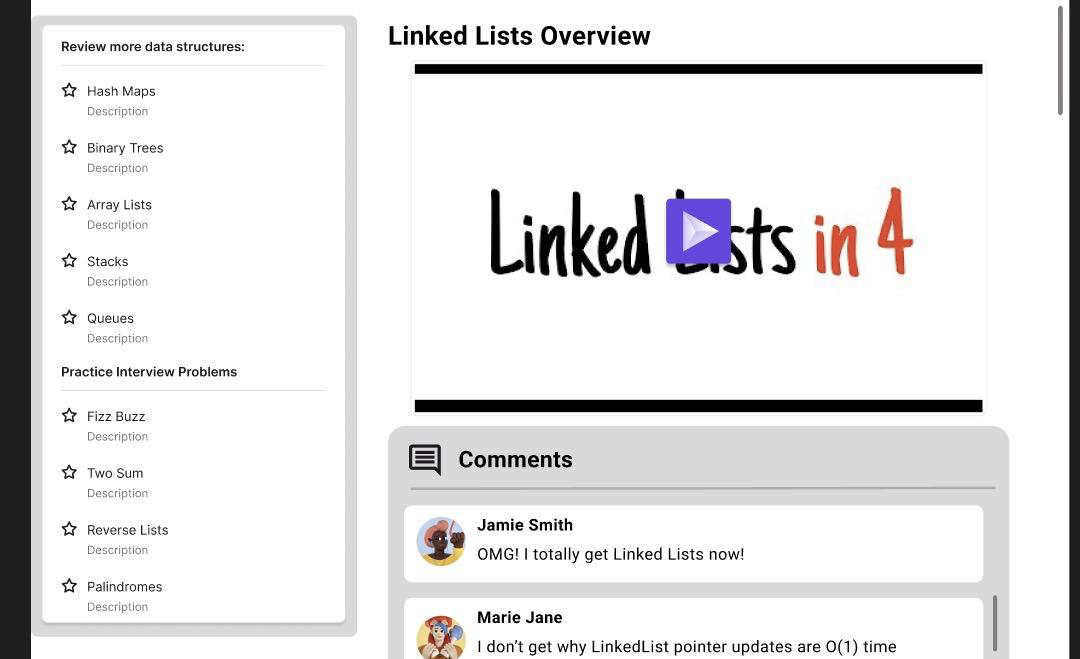 Review more data structures:
Hash Maps
Description
Binary Trees
Description
Array Lists
Description
Stacks
Description
Queues
Description
Practice Interview Problems
Fizz Buzz
Description
Two Sum
Description
Reverse Lists
Description
Palindromes
Description
Linked Lists Overview
Linked Lists in 4
Comments
Jamie Smith
OMG! I totally get Linked Lists now!
Marie Jane
I don’t get why LinkedList pointer updates are O(1) time